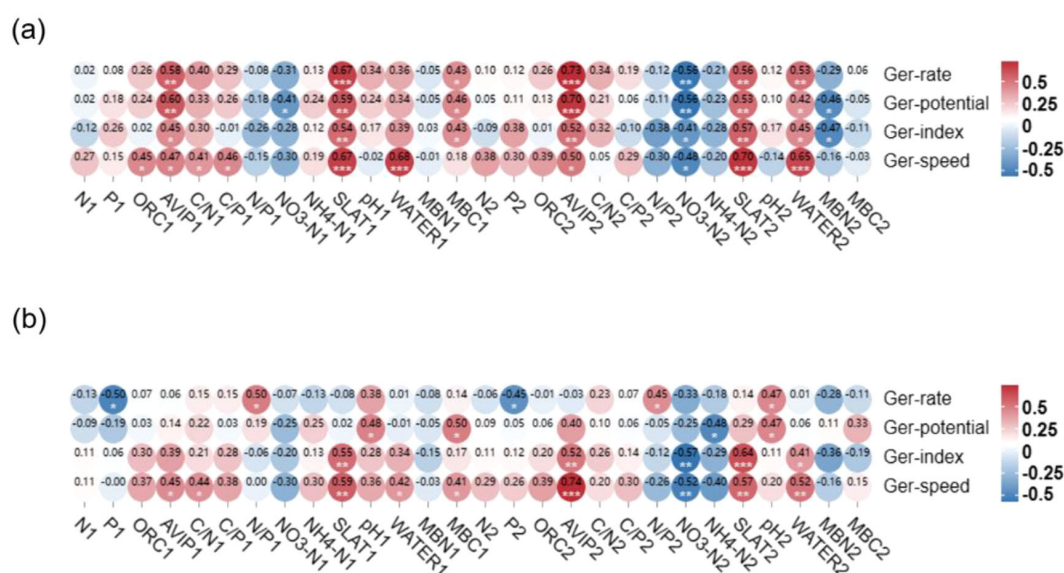 (a)
0.02 0.08 0.26 0.58 0.40 0.29 -0.08 -0.31 0.13 0.67 0.34 0.36 -0.05 0.43 0.10 0.12 0.26 0.73 0.34 0.19 -0.12 -0.56 -0.21 0.56 0.12 0.53 -0.29 0.06 Ger-rate
** *** * *** ** ** **
0.02 0.18 0.24 0.60 0.33 0.26 -0.18 -0.41 0.24 0.59 0.24 0.34 -0.05 0.46 0.05 0.11 0.13 0.70 0.21 0.06 -0.11 -0.56 -0.23 0.53 0.10 0.42 -0.46 -0.05 Ger-potential
** * ** * *** ** ** * *
-0.12 0.26 0.02 0.45 0.30 -0.01 -0.26 -0.28 0.12 0.54 0.17 0.39 0.03 0.43 -0.09 0.38 0.01 0.52 0.32 -0.10 -0.38 -0.41 -0.28 0.57 0.17 0.45 -0.47 -0.11 Ger-index
* ** * ** * ** * *
0.27 0.15 0.45 0.47 0.41 0.46 -0.15 -0.30 0.19 0.67 -0.02 0.68 -0.01 0.18 0.38 0.30 0.39 0.50 0.05 0.29 -0.30 -0.48 -0.20 0.70 -0.14 0.65 -0.16 -0.03 Ger-speed
* * * * *** *** * * *** ***
0.5
0.25
0
-0.25
-0.5
N1 P1 ORC1 AVIP1 C/N1 C/P1 N/P1 NO3-N1 NH4-N1 SLAT1 pH1 WATER1 MBN1 MBC1 N2 P2 ORC2 AVIP2 C/N2 C/P2 N/P2 NO3-N2 NH4-N2 SLAT2 pH2 WATER2 MBN2 MBC2
(b)
-0.13 -0.50 0.07 0.06 0.15 0.15 0.50 -0.07 -0.13 -0.08 0.38 0.01 -0.08 0.14 -0.06 -0.45 -0.01 -0.03 0.23 0.07 0.45 -0.33 -0.18 0.14 0.47 0.01 -0.28 -0.11 Ger-rate
* * * * *
-0.09 -0.19 0.03 0.14 0.22 0.03 0.19 -0.25 0.25 0.02 0.48 -0.01 -0.05 0.50 0.09 0.05 0.06 0.40 0.10 0.06 -0.05 -0.25 -0.48 0.29 0.47 0.06 0.11 0.33 Ger-potential
* * * *
0.11 0.06 0.30 0.39 0.21 0.28 -0.06 -0.20 0.13 0.55 0.28 0.34 -0.15 0.17 0.11 0.12 0.20 0.52 0.26 0.14 -0.12 -0.57 -0.29 0.64 0.11 0.41 -0.36 -0.19 Ger-index
** ** ** *** *
0.11 -0.00 0.37 0.45 0.44 0.38 0.00 -0.30 0.30 0.59 0.36 0.42 -0.03 0.41 0.29 0.26 0.39 0.74 0.20 0.30 -0.26 -0.52 -0.40 0.57 0.20 0.52 -0.16 0.15 Ger-speed
* * ** * * *** ** ** **
0.5
0.25
0
-0.25
-0.5
N1 P1 ORC1 AVIP1 C/N1 C/P1 N/P1 NO3-N1 NH4-N1 SLAT1 pH1 WATER1 MBN1 MBC1 N2 P2 ORC2 AVIP2 C/N2 C/P2 N/P2 NO3-N2 NH4-N2 SLAT2 pH2 WATER2 MBN2 MBC2